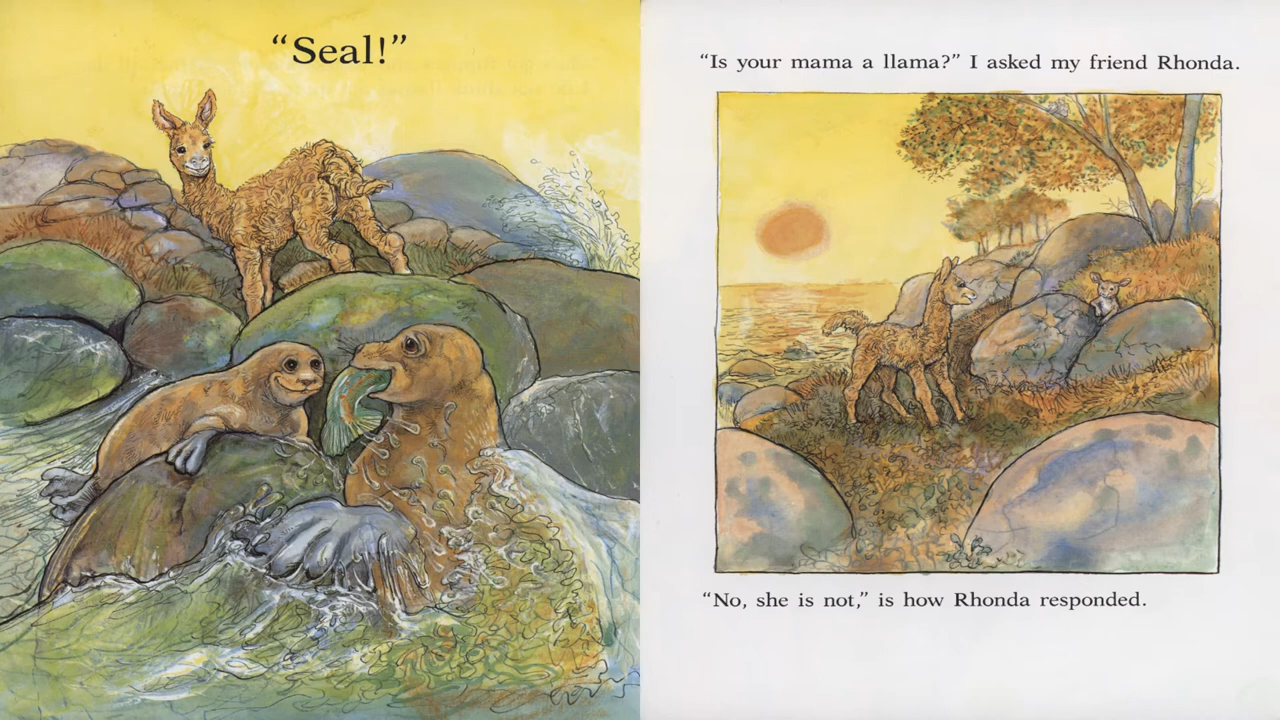 “Seal!”
“Is your mama a llama?” I asked my friend Rhonda.
“No, she is not,” is how Rhonda responded.